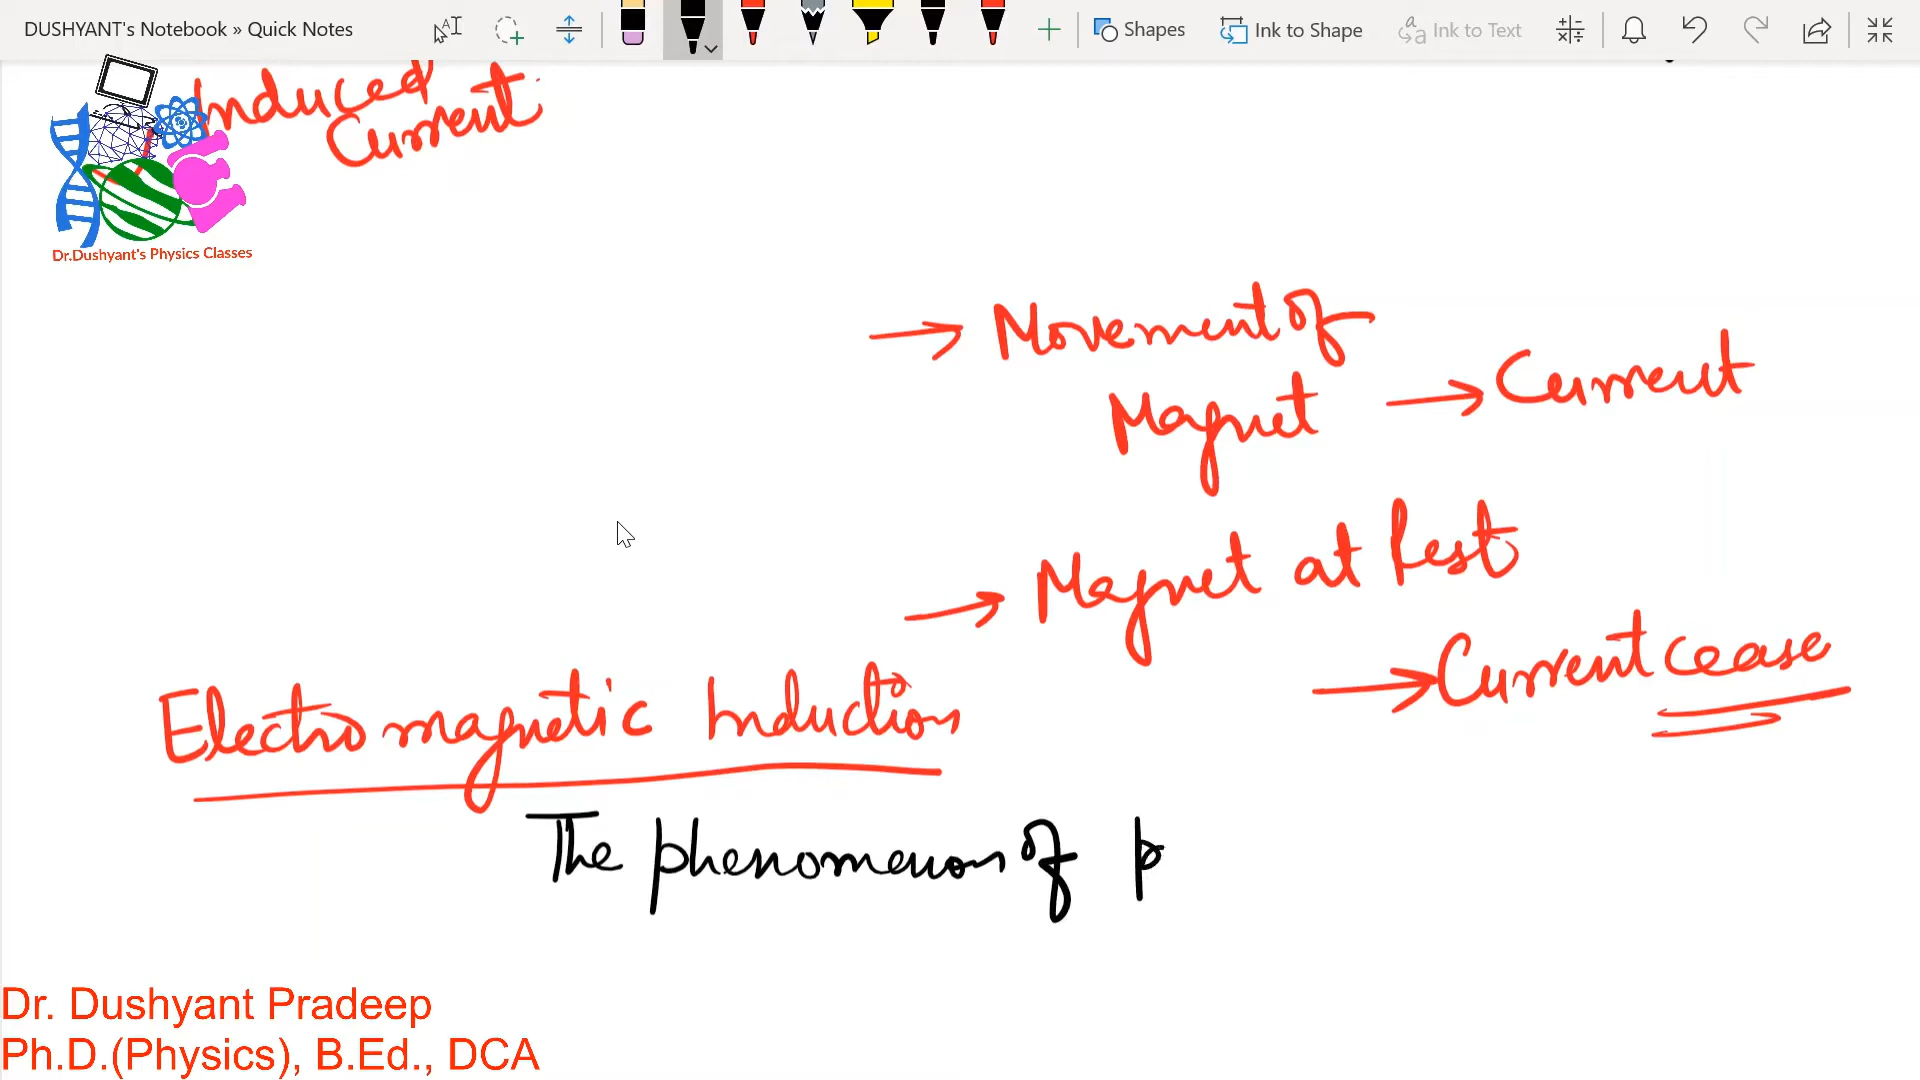 DUSHYANT's Notebook » Quick Notes
Shapes
Ink to Shape
Ink to Text
Induced
Current
Dr.Dushyant's Physics Classes
→ Movement of
Magnet → Current
→ Magnet at Rest
→ Current cease
Electromagnetic Induction
The phenomenon of p
Dr. Dushyant Pradeep
Ph.D.(Physics), B.Ed., DCA